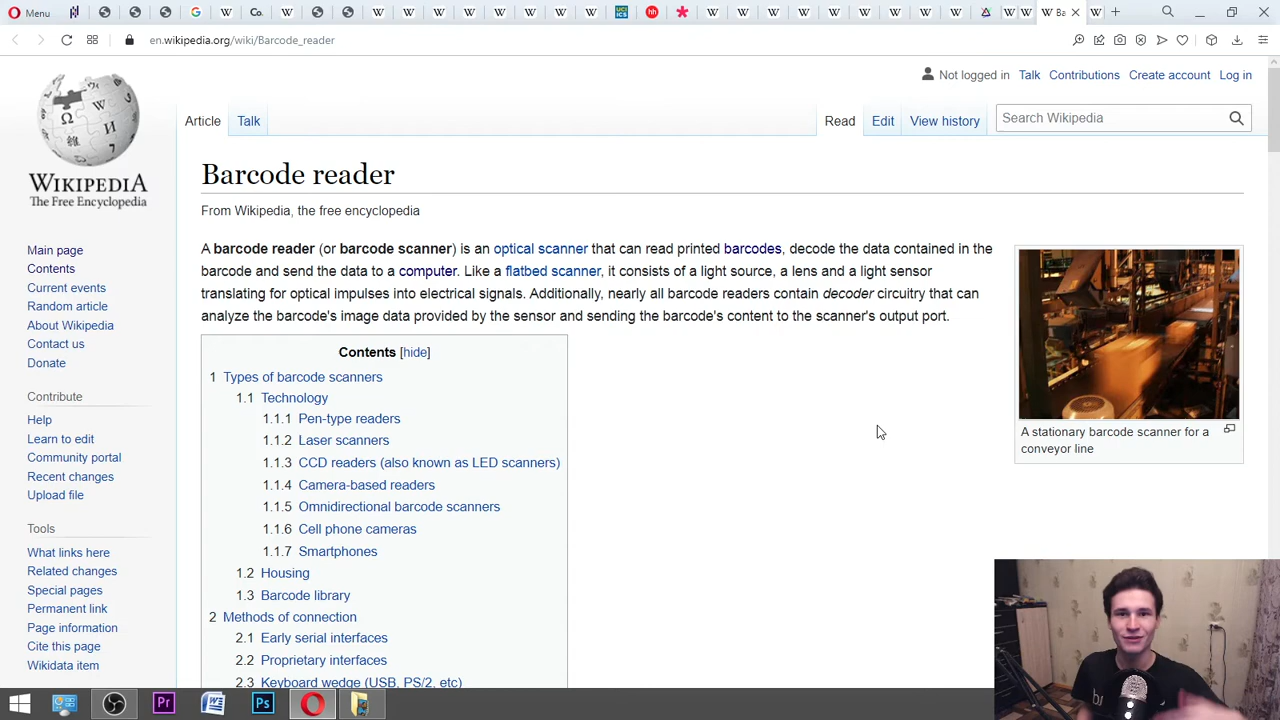 Menu
en.wikipedia.org/wiki/Barcode_reader
Not logged in Talk Contributions Create account Log in
Article Talk Read Edit View history Search Wikipedia
WIKIPEDIA
The Free Encyclopedia
Main page
Contents
Current events
Random article
About Wikipedia
Contact us
Donate
Contribute
Help
Learn to edit
Community portal
Recent changes
Upload file
Tools
What links here
Related changes
Special pages
Permanent link
Page information
Cite this page
Wikidata item
Barcode reader
From Wikipedia, the free encyclopedia
A barcode reader (or barcode scanner) is an optical scanner that can read printed barcodes, decode the data contained in the
barcode and send the data to a computer. Like a flatbed scanner, it consists of a light source, a lens and a light sensor
translating for optical impulses into electrical signals. Additionally, nearly all barcode readers contain decoder circuitry that can
analyze the barcode's image data provided by the sensor and sending the barcode's content to the scanner's output port.
Contents [hide]
1 Types of barcode scanners
1.1 Technology
1.1.1 Pen-type readers
1.1.2 Laser scanners
1.1.3 CCD readers (also known as LED scanners)
1.1.4 Camera-based readers
1.1.5 Omnidirectional barcode scanners
1.1.6 Cell phone cameras
1.1.7 Smartphones
1.2 Housing
1.3 Barcode library
2 Methods of connection
2.1 Early serial interfaces
2.2 Proprietary interfaces
2.3 Keyboard wedge (USB, PS/2, etc)
A stationary barcode scanner for a
conveyor line
Pr
W
Ps